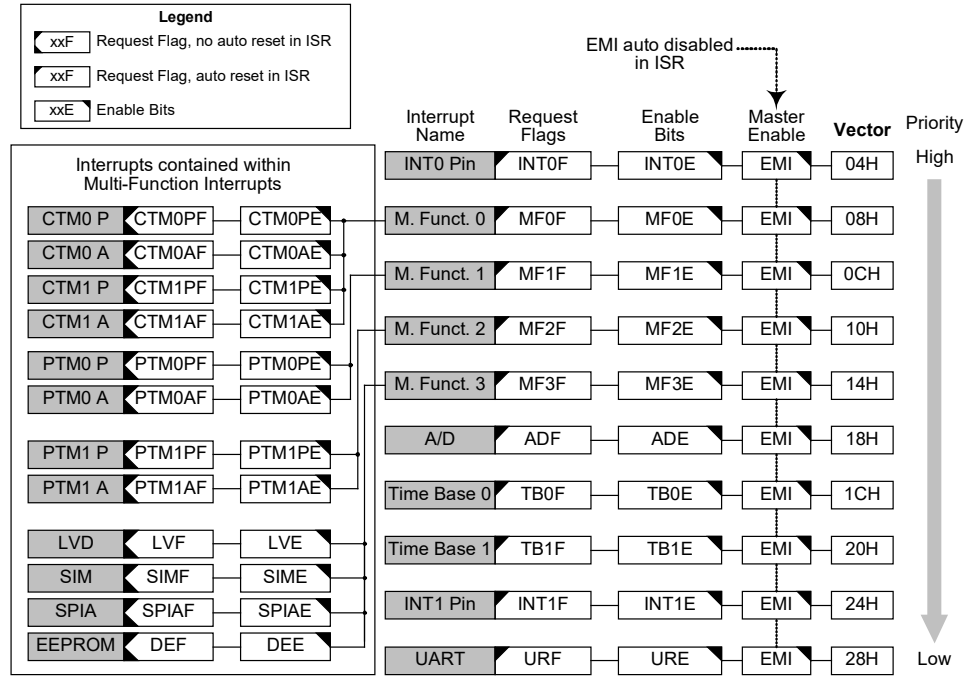 Legend
xxF Request Flag, no auto reset in ISR
xxF Request Flag, auto reset in ISR
xxE Enable Bits
EMI auto disabled
in ISR
Interrupt Name Request Flags Enable Bits Master Enable Vector Priority
INT0 Pin INT0F INT0E EMI 04H High
Interrupts contained within
Multi-Function Interrupts
CTM0 P CTM0PF CTM0PE
CTM0 A CTM0AF CTM0AE
CTM1 P CTM1PF CTM1PE
CTM1 A CTM1AF CTM1AE
PTM0 P PTM0PF PTM0PE
PTM0 A PTM0AF PTM0AE
PTM1 P PTM1PF PTM1PE
PTM1 A PTM1AF PTM1AE
LVD LVF LVE
SIM SIMF SIME
SPIA SPIAF SPIAE
EEPROM DEF DEE
M. Funct. 0 MF0F MF0E EMI 08H
M. Funct. 1 MF1F MF1E EMI 0CH
M. Funct. 2 MF2F MF2E EMI 10H
M. Funct. 3 MF3F MF3E EMI 14H
A/D ADF ADE EMI 18H
Time Base 0 TB0F TB0E EMI 1CH
Time Base 1 TB1F TB1E EMI 20H
INT1 Pin INT1F INT1E EMI 24H
UART URF URE EMI 28H Low